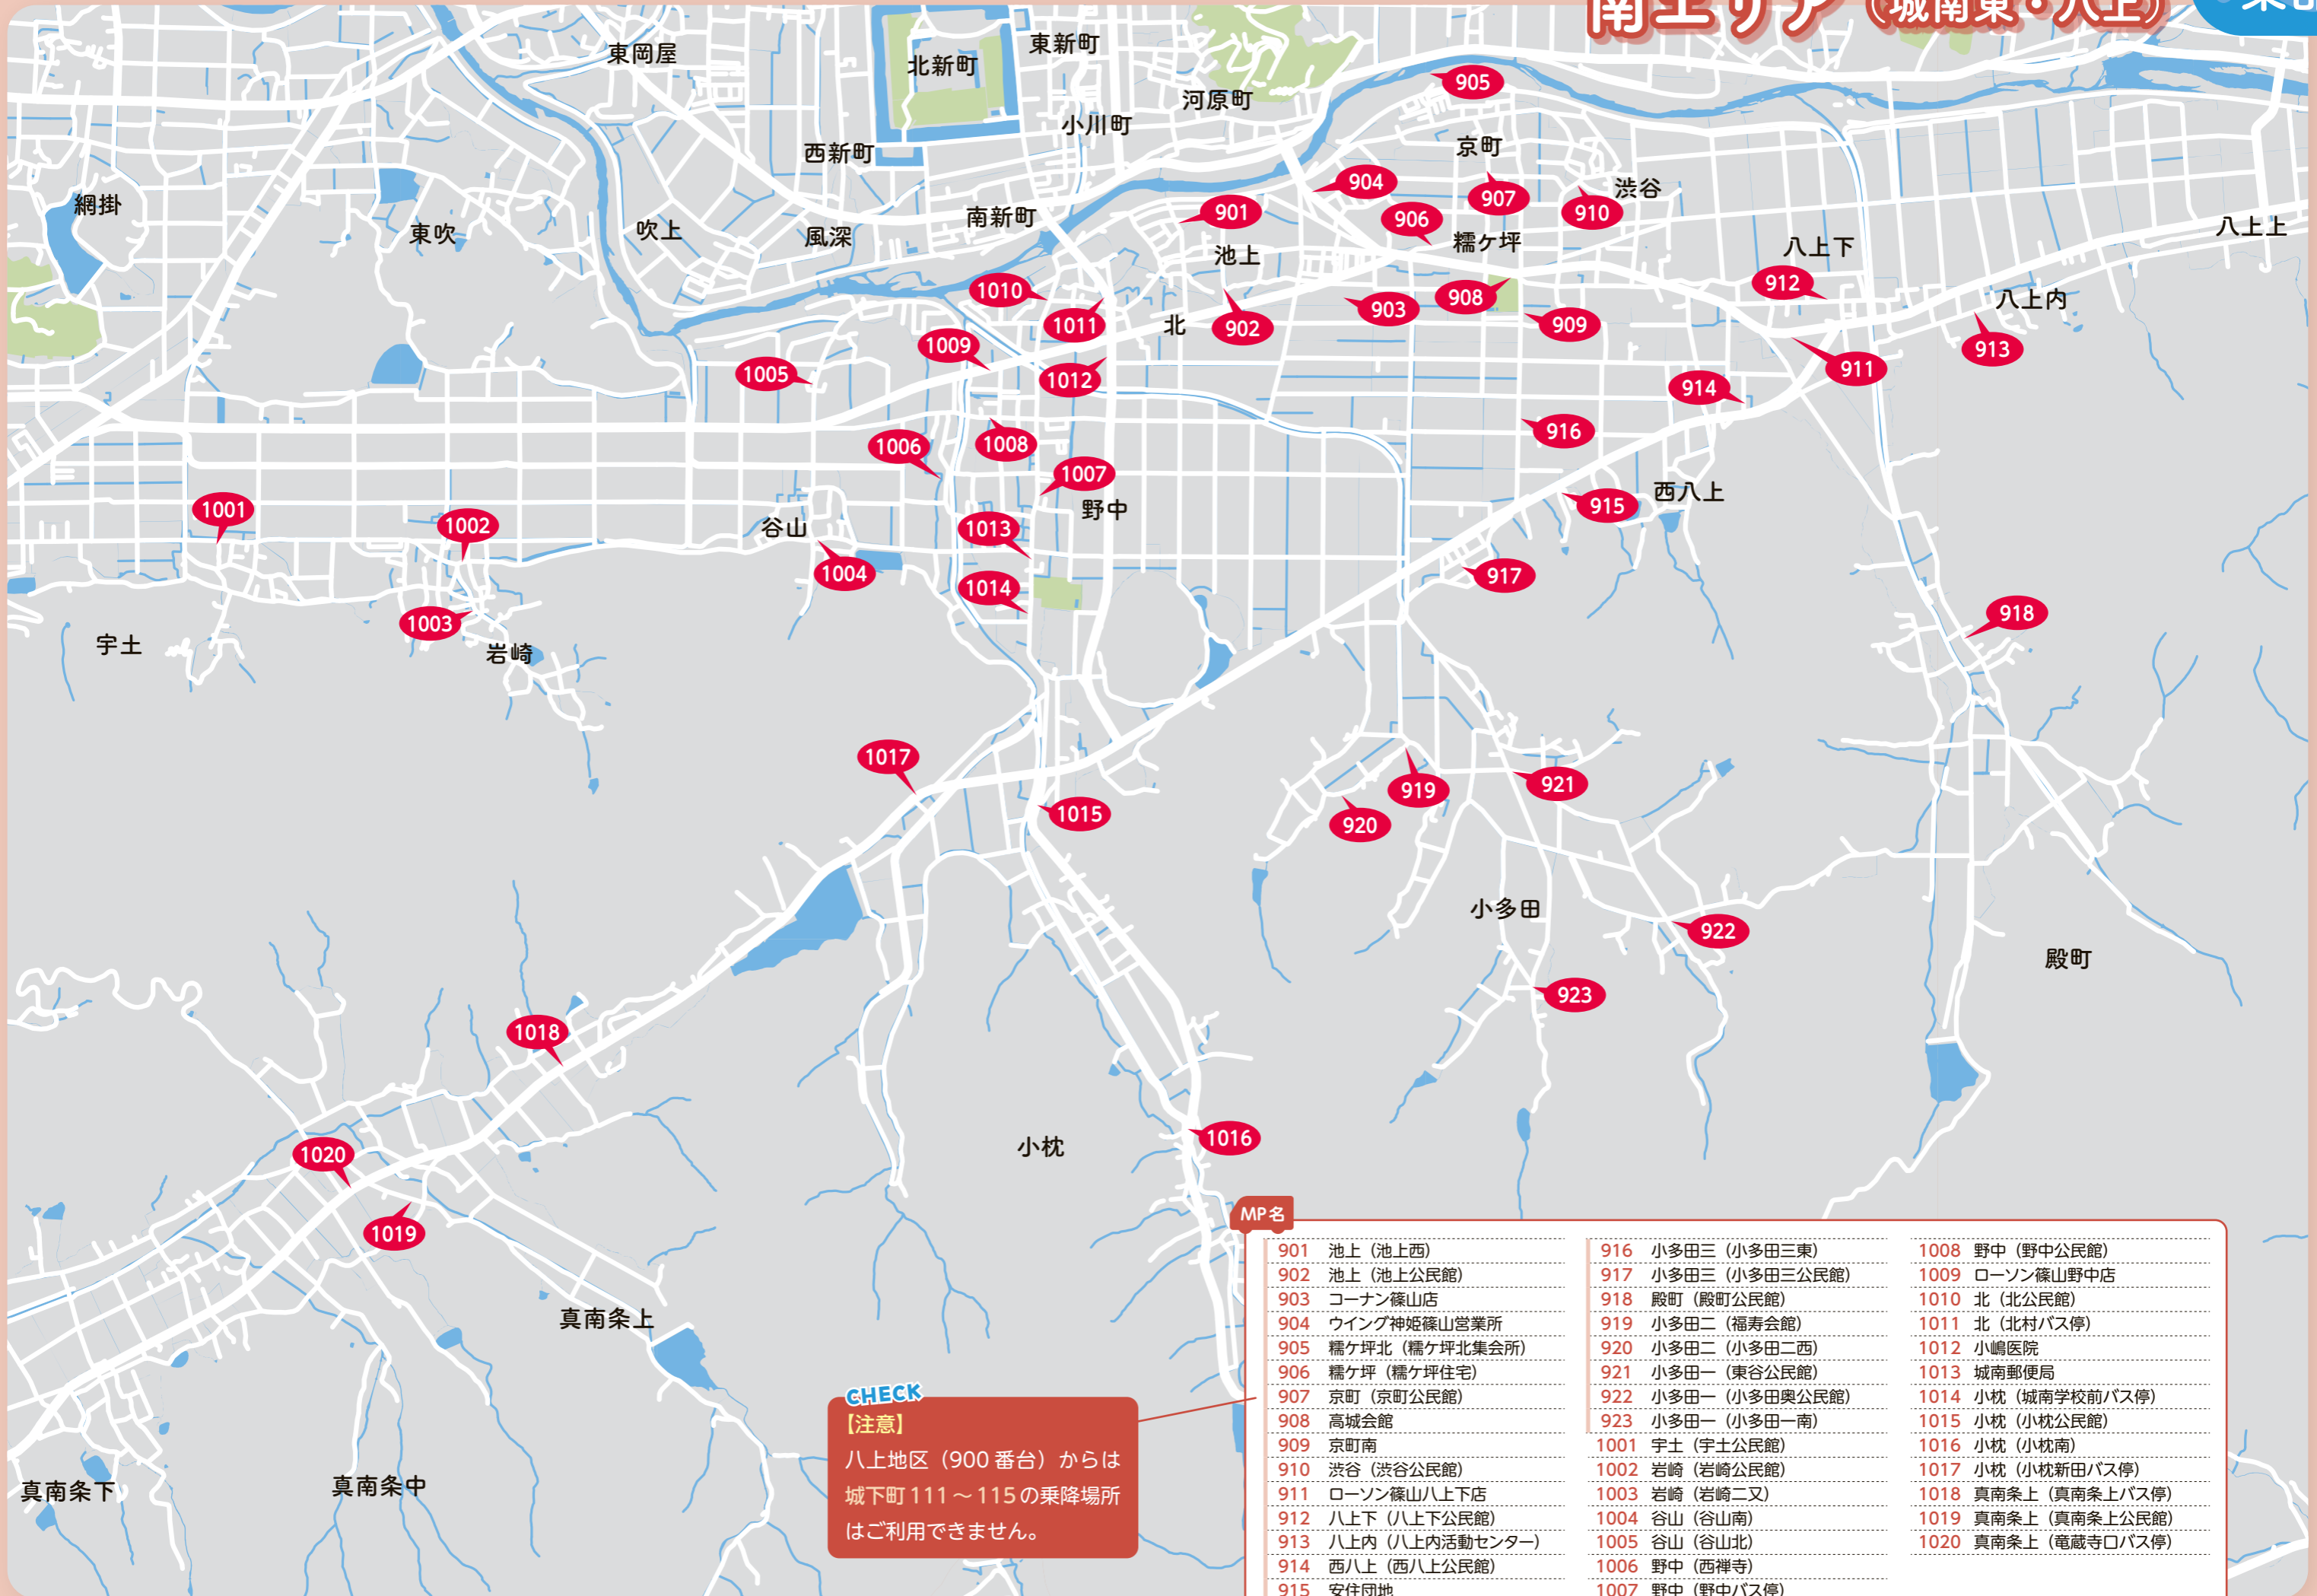 南エリア（城南東・八上）
東岡屋
北新町
東新町
河原町
小川町
西新町
京町
渋谷
網掛
東吹
吹上
風深
南新町
池上
糯ケ坪
八上下
八上上
八上内
北
野中
谷山
西八上
宇土
岩崎
小多田
殿町
小枕
真南条上
真南条中
真南条下
905
904
901
906
907
910
1010
1011
902
903
908
909
912
913
911
1009
1005
1012
914
1006
1008
916
1007
1001
1002
1013
915
1004
1014
917
1003
918
1017
1015
919
920
921
922
923
1018
1016
1020
1019
CHECK
【注意】
八上地区（900番台）からは
城下町111～115の乗降場所
はご利用できません。
MP名
901 池上（池上西）
902 池上（池上公民館）
903 コーナン篠山店
904 ウイング神姫篠山営業所
905 糯ケ坪北（糯ケ坪北集会所）
906 糯ケ坪（糯ケ坪住宅）
907 京町（京町公民館）
908 高城会館
909 京町南
910 渋谷（渋谷公民館）
911 ローソン篠山八上下店
912 八上下（八上下公民館）
913 八上内（八上内活動センター）
914 西八上（西八上公民館）
915 安住団地
916 小多田三（小多田三東）
917 小多田三（小多田三公民館）
918 殿町（殿町公民館）
919 小多田二（福寿会館）
920 小多田二（小多田二西）
921 小多田一（東谷公民館）
922 小多田一（小多田奥公民館）
923 小多田一（小多田一南）
1001 宇土（宇土公民館）
1002 岩崎（岩崎公民館）
1003 岩崎（岩崎二又）
1004 谷山（谷山南）
1005 谷山（谷山北）
1006 野中（西禅寺）
1007 野中（野中バス停）
1008 野中（野中公民館）
1009 ローソン篠山野中店
1010 北（北公民館）
1011 北（北村バス停）
1012 小嶋医院
1013 城南郵便局
1014 小枕（城南学校前バス停）
1015 小枕（小枕公民館）
1016 小枕（小枕南）
1017 小枕（小枕新田バス停）
1018 真南条上（真南条上バス停）
1019 真南条上（真南条上公民館）
1020 真南条上（竜蔵寺口バス停）